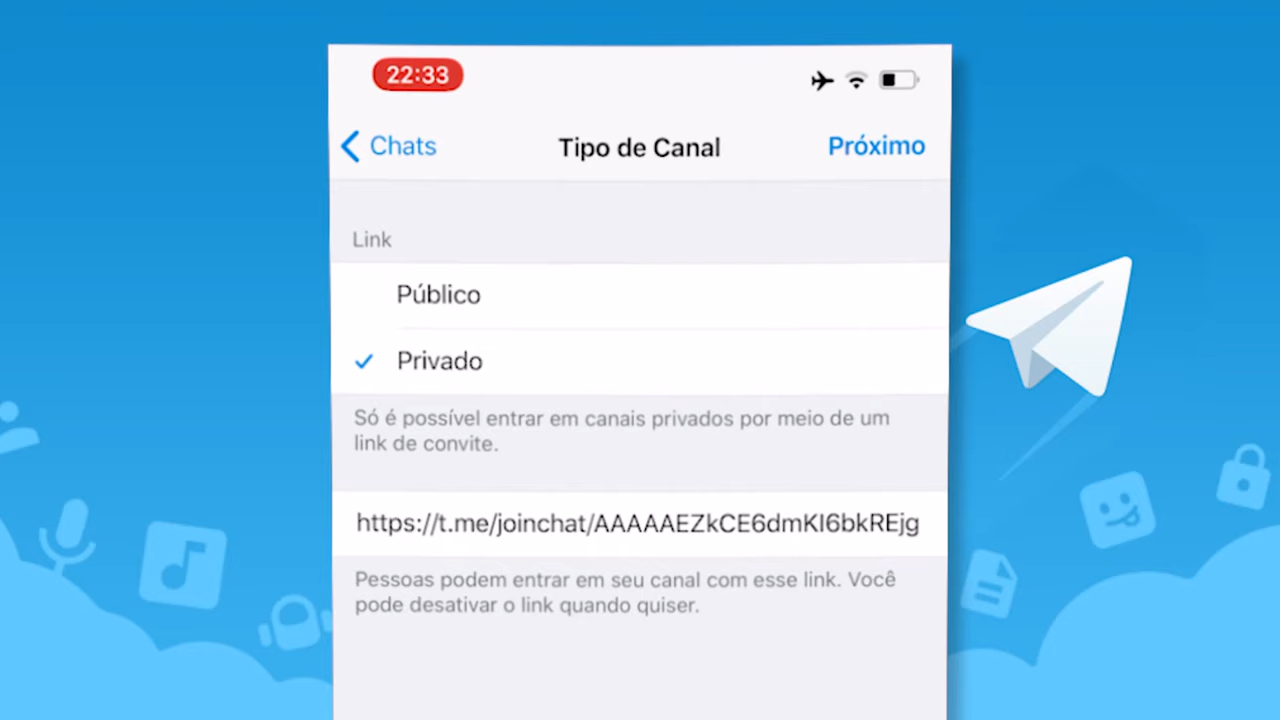 22:33
Chats
Tipo de Canal
Próximo
Link
Público
Privado
Só é possível entrar em canais privados por meio de um
link de convite.
https://t.me/joinchat/AAAAAEZkCE6dmKI6bkREjg
Pessoas podem entrar em seu canal com esse link. Você
pode desativar o link quando quiser.